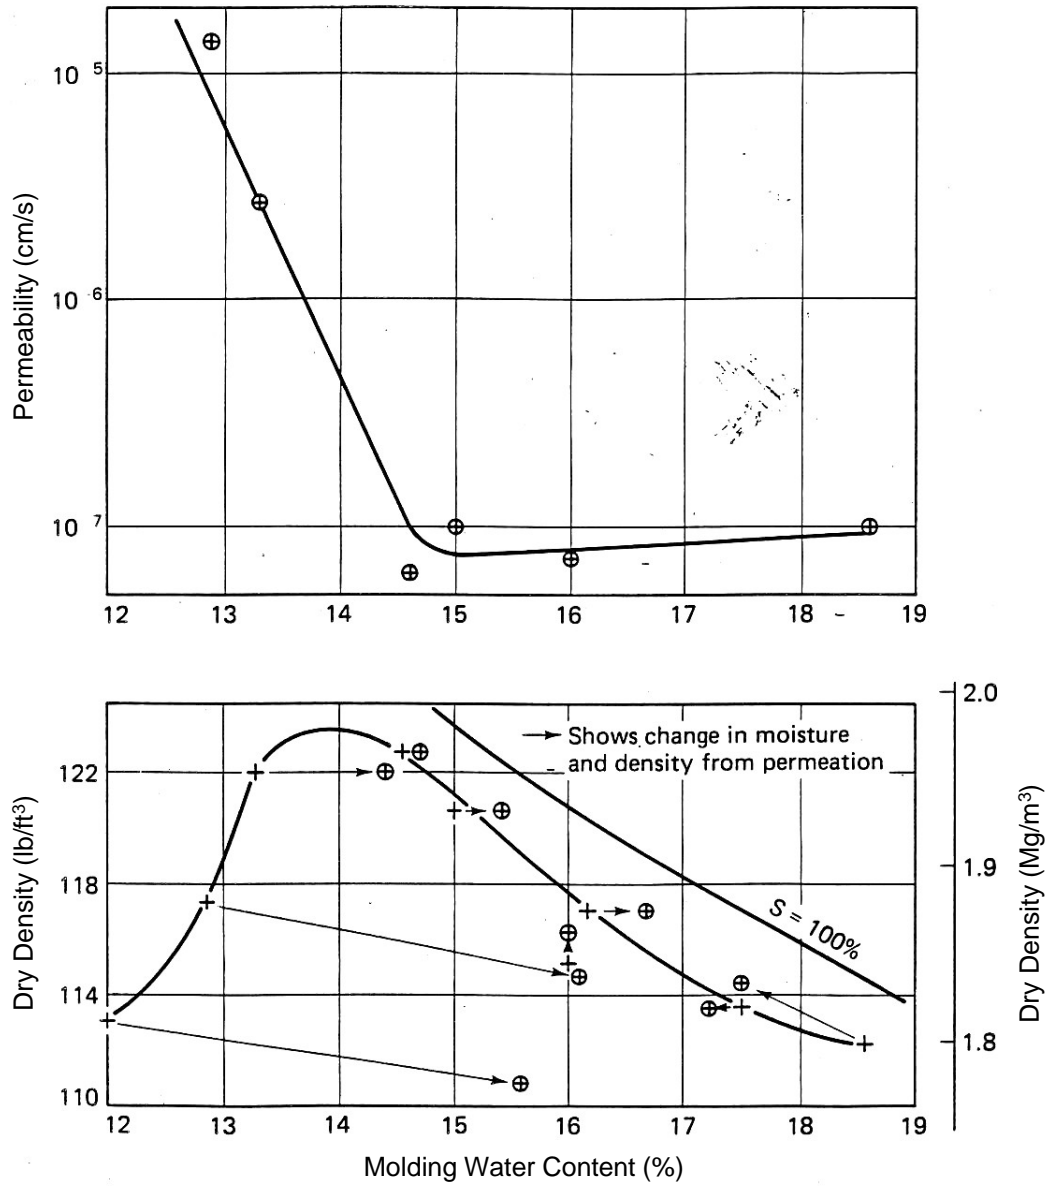 Permeability (cm/s)
10 5
10 6
10 7
12 13 14 15 16 17 18 19
Dry Density (lb/ft³)
122
118
114
110
→ Shows change in moisture
and density from permeation
S = 100%
2.0
1.9
1.8
Dry Density (Mg/m³)
12 13 14 15 16 17 18 19
Molding Water Content (%)